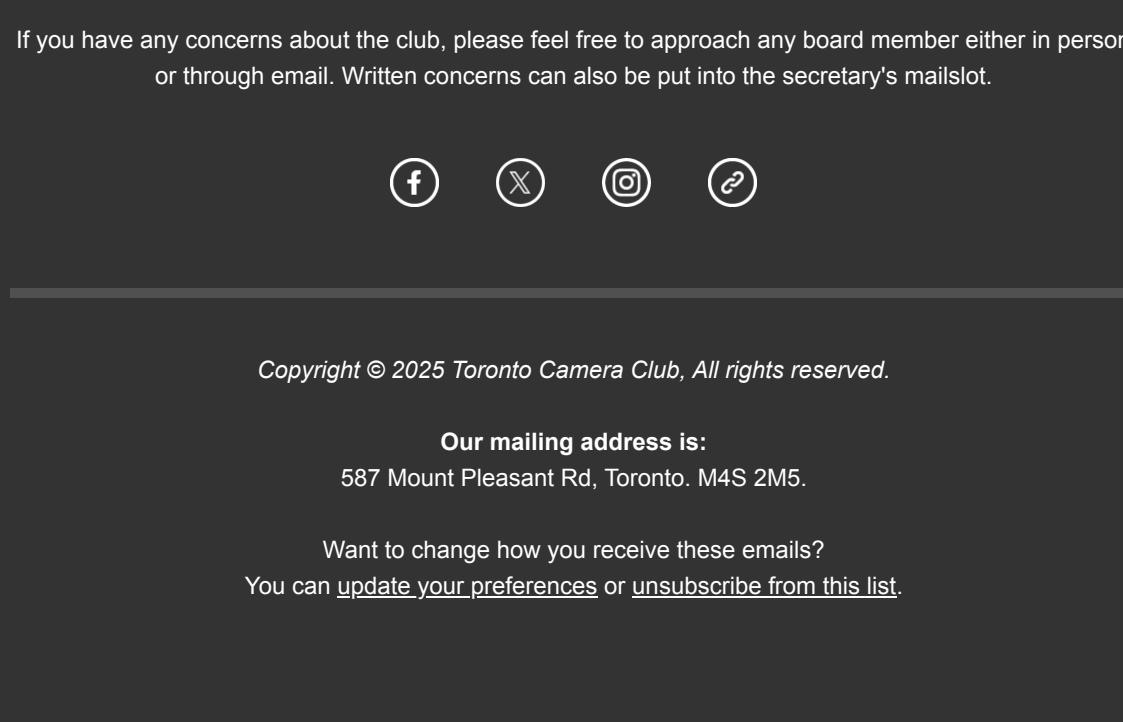 If you have any concerns about the club, please feel free to approach any board member either in person
or through email. Written concerns can also be put into the secretary's mailslot.
Copyright © 2025 Toronto Camera Club, All rights reserved.
Our mailing address is:
587 Mount Pleasant Rd, Toronto. M4S 2M5.
Want to change how you receive these emails?
You can update your preferences or unsubscribe from this list.